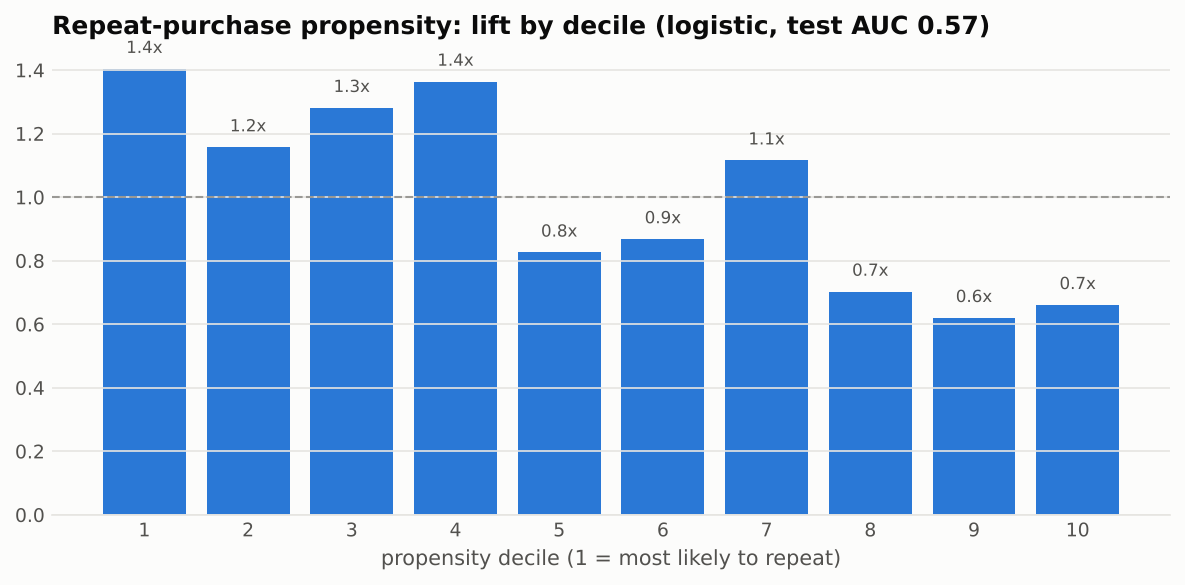 Repeat-purchase propensity: lift by decile (logistic, test AUC 0.57)
1.4x
1.2x
1.3x
1.4x
0.8x
0.9x
1.1x
0.7x
0.6x
0.7x
1.4
1.2
1.0
0.8
0.6
0.4
0.2
0.0
1 2 3 4 5 6 7 8 9 10
propensity decile (1 = most likely to repeat)